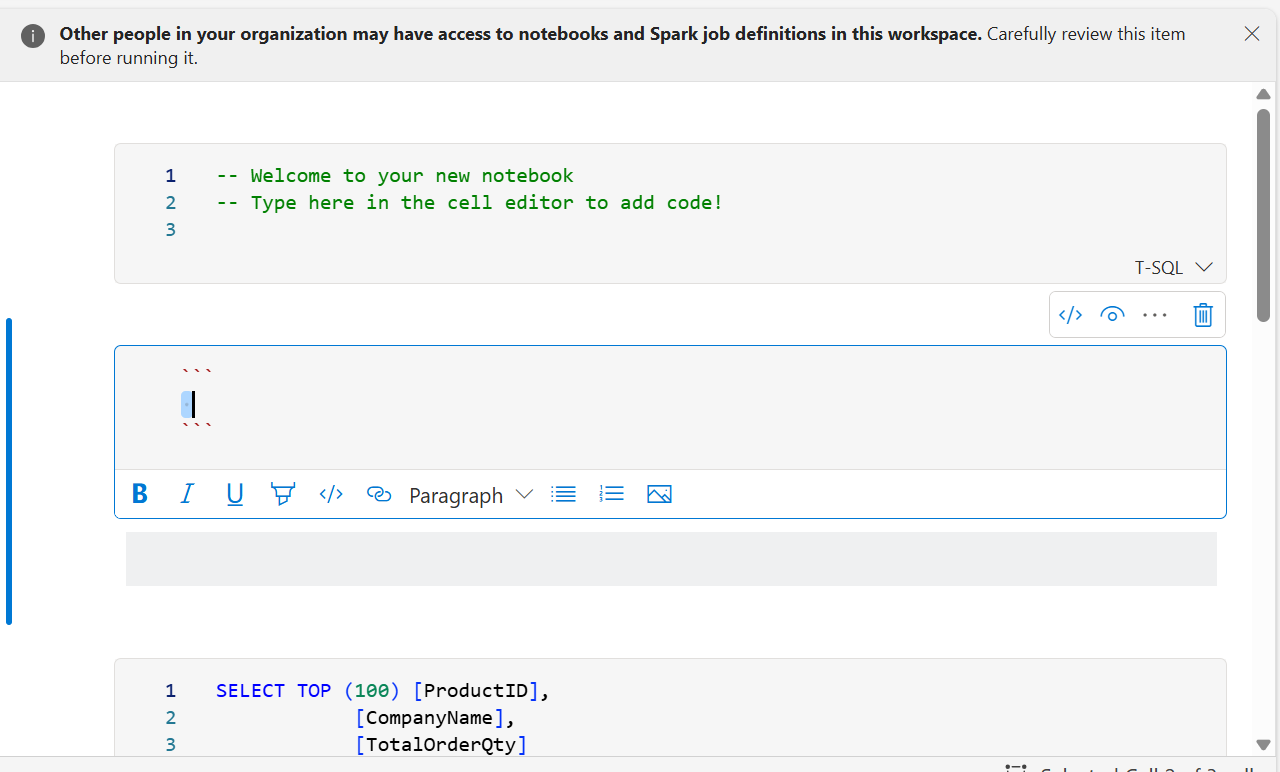 Other people in your organization may have access to notebooks and Spark job definitions in this workspace. Carefully review this item
before running it.
1 -- Welcome to your new notebook
2 -- Type here in the cell editor to add code!
3
T-SQL
</>
```
```
B I U </> Paragraph
1 SELECT TOP (100) [ProductID],
2 [CompanyName],
3 [TotalOrderQty]